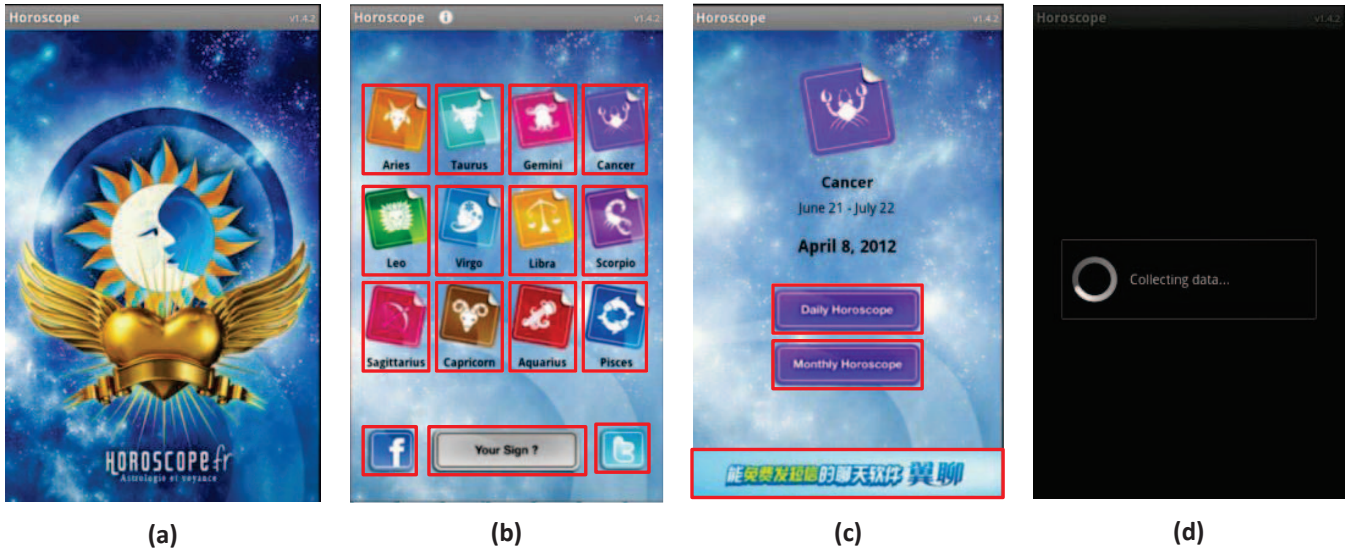 Horoscope v1.4.2
HOROSCOPE.fr
Astrologie et voyance
(a)
Horoscope v1.4.2
Aries Taurus Gemini Cancer
Leo Virgo Libra Scorpio
Sagittarius Capricorn Aquarius Pisces
f Your Sign ? t
(b)
Horoscope v1.4.2
Cancer
June 21 - July 22
April 8, 2012
Daily Horoscope
Monthly Horoscope
能免费发短信的聊天软件 翼聊
(c)
Horoscope v1.4.2
Collecting data...
(d)